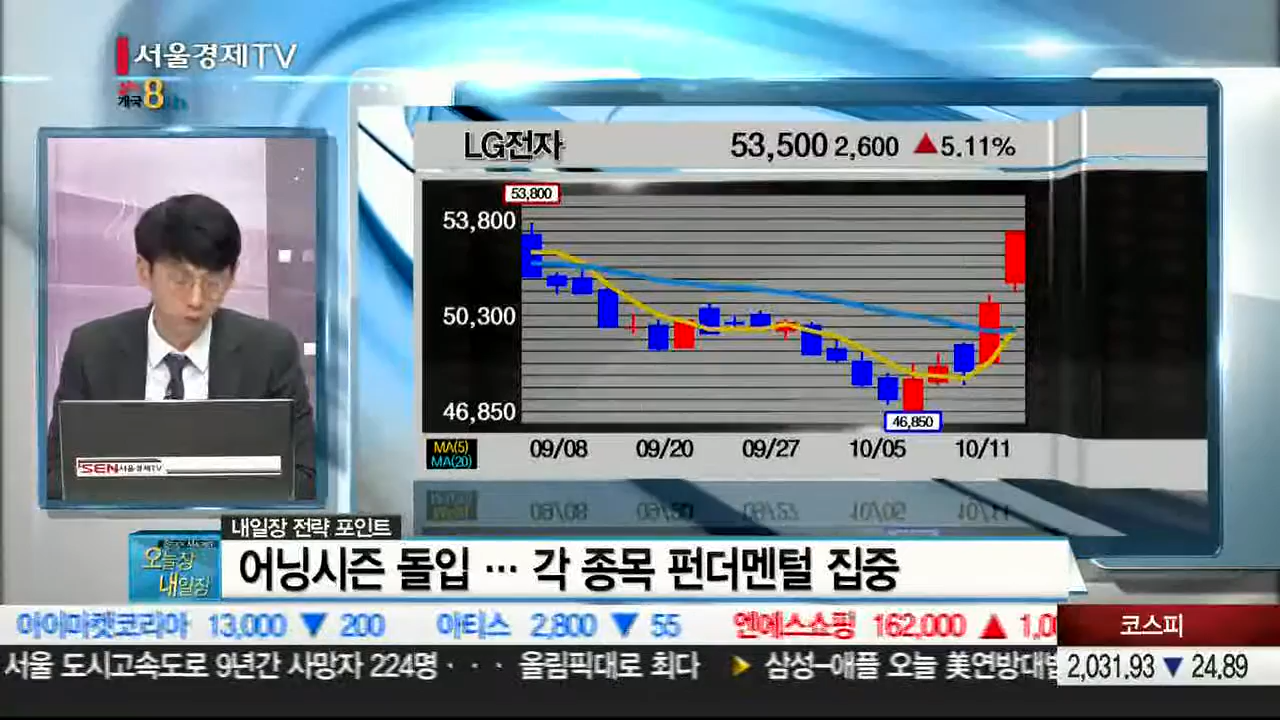 서울경제TV
개국 8
LG전자 53,500 2,600 ▲5.11%
53,800
53,800
50,300
46,850
46,850
MA(5)
MA(20)
09/08 09/20 09/27 10/05 10/11
SEN 서울경제TV
내일장 전략 포인트
오늘장
내일장
어닝시즌 돌입 … 각 종목 펀더멘털 집중
아이마켓코리아 13,000 ▼ 200 아티스 2,800 ▼ 55 엔에스쇼핑 162,000 ▲ 1,0
코스피
서울 도시고속도로 9년간 사망자 224명 · · · 올림픽대로 최다 ▶ 삼성-애플 오늘 美연방대법
2,031.93 ▼ 24.89